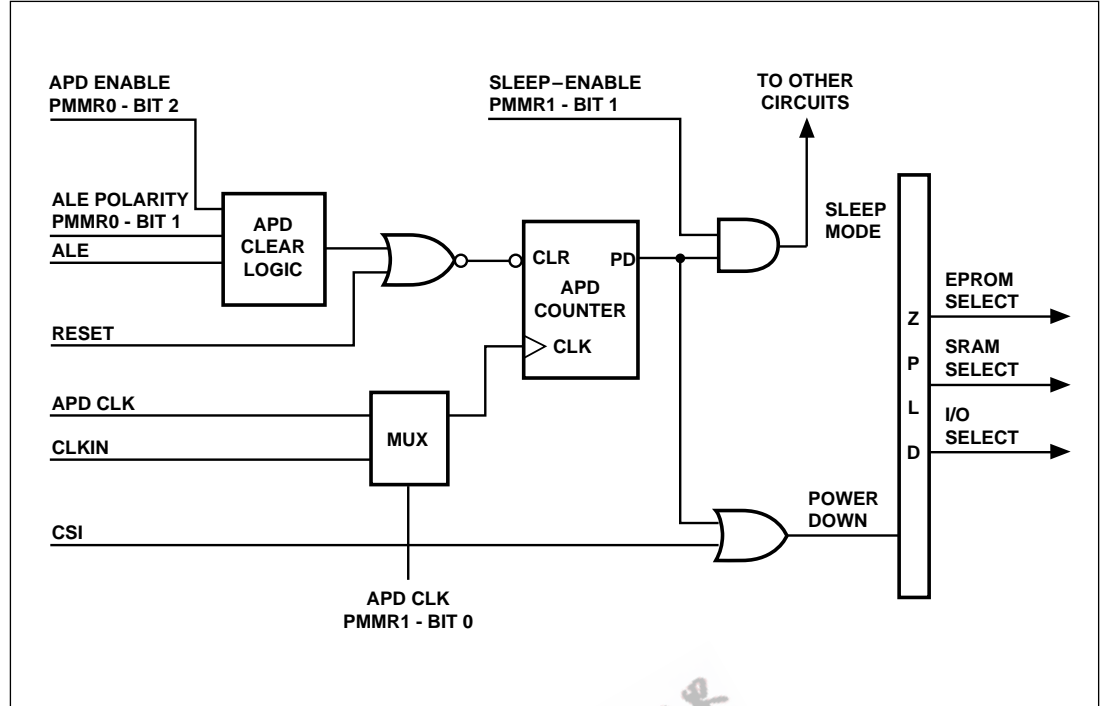 APD ENABLE
PMMR0 - BIT 2
SLEEP–ENABLE
PMMR1 - BIT 1
TO OTHER
CIRCUITS
ALE POLARITY
PMMR0 - BIT 1
ALE
APD
CLEAR
LOGIC
RESET
CLR
PD
APD
COUNTER
CLK
SLEEP
MODE
APD CLK
CLKIN
MUX
CSI
APD CLK
PMMR1 - BIT 0
POWER
DOWN
Z
P
L
D
EPROM
SELECT
SRAM
SELECT
I/O
SELECT